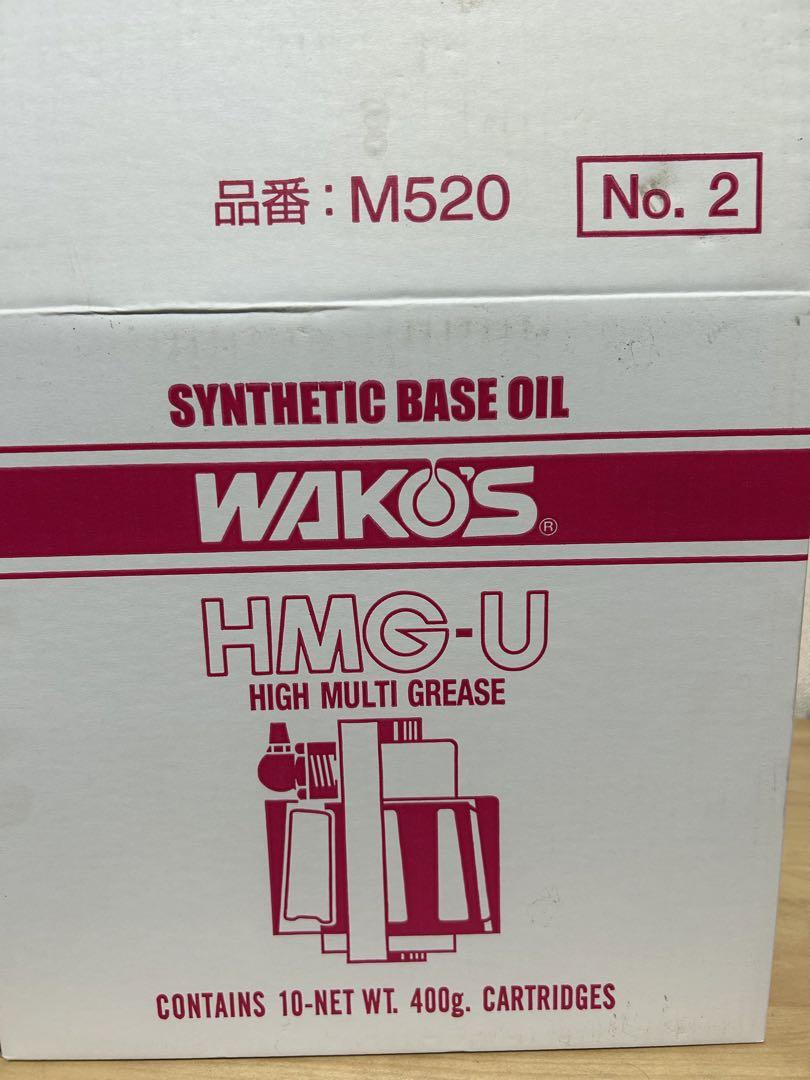 品番：M520 No. 2
SYNTHETIC BASE OIL
WAKO'S ®
HMG-U
HIGH MULTI GREASE
CONTAINS 10-NET WT. 400g. CARTRIDGES